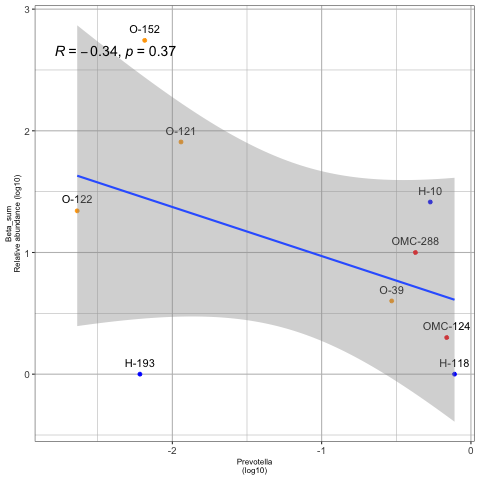 3
O-152
R = −0.34, p = 0.37
2
O-121
O-122
H-10
OMC-288
1
O-39
OMC-124
H-193
H-118
0
Beta_sum
Relative abundance (log10)
-2
-1
0
Prevotella
(log10)